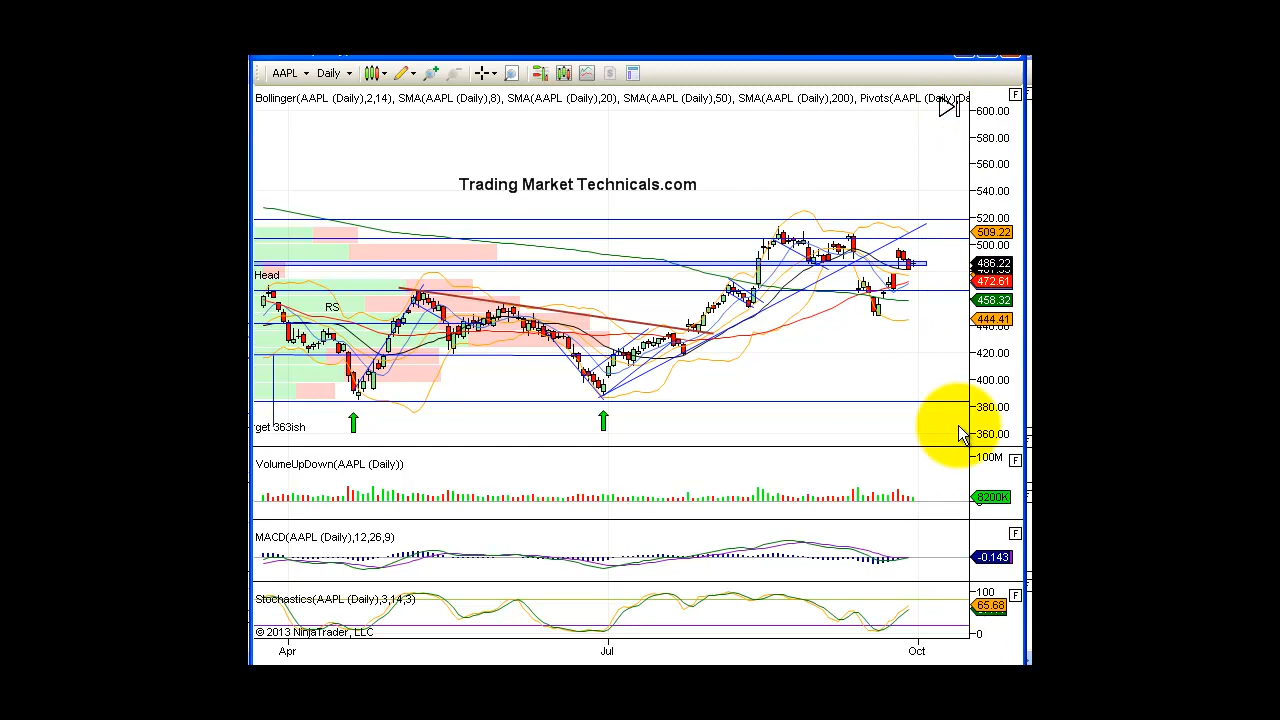 AAPL Daily
Bollinger(AAPL (Daily),2,14), SMA(AAPL (Daily),8), SMA(AAPL (Daily),20), SMA(AAPL (Daily),50), SMA(AAPL (Daily),200), Pivots(AAPL (Daily),Da
F
600.00
580.00
560.00
Trading Market Technicals.com
540.00
520.00
509.22
500.00
486.22
Head
472.61
458.32
RS
444.41
440.00
420.00
400.00
380.00
rget 363ish
360.00
100M
VolumeUpDown(AAPL (Daily))
F
8200K
MACD(AAPL (Daily),12,26,9)
F
-0.143
Stochastics(AAPL (Daily),3,14,3)
100
F
65.68
© 2013 NinjaTrader, LLC
0
Apr Jul Oct